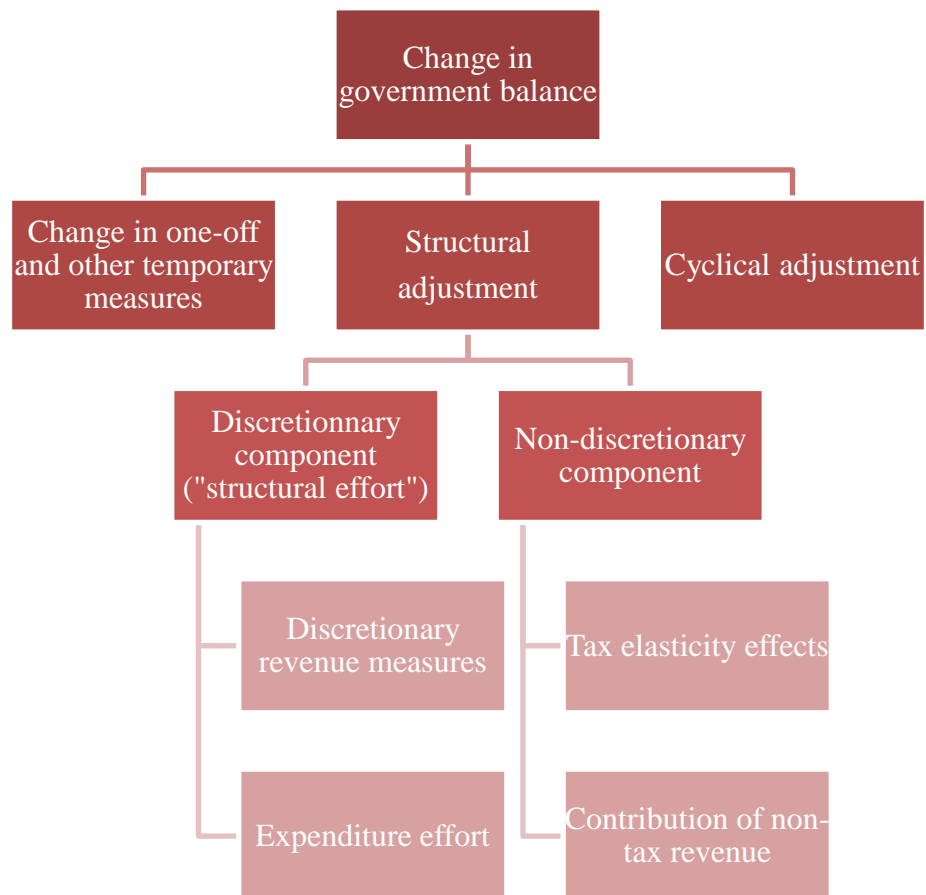 Change in
government balance
Change in one-off
and other temporary
measures
Structural
adjustment
Cyclical adjustment
Discretionnary
component
("structural effort")
Non-discretionary
component
Discretionary
revenue measures
Tax elasticity effects
Expenditure effort
Contribution of non-
tax revenue